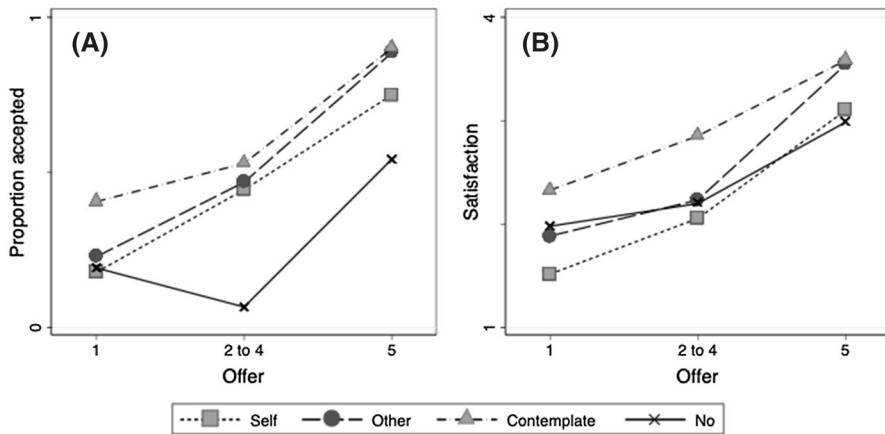 (A)
Proportion accepted
1
0
1
2 to 4
5
Offer
(B)
Satisfaction
4
1
1
2 to 4
5
Offer
Self Other Contemplate No